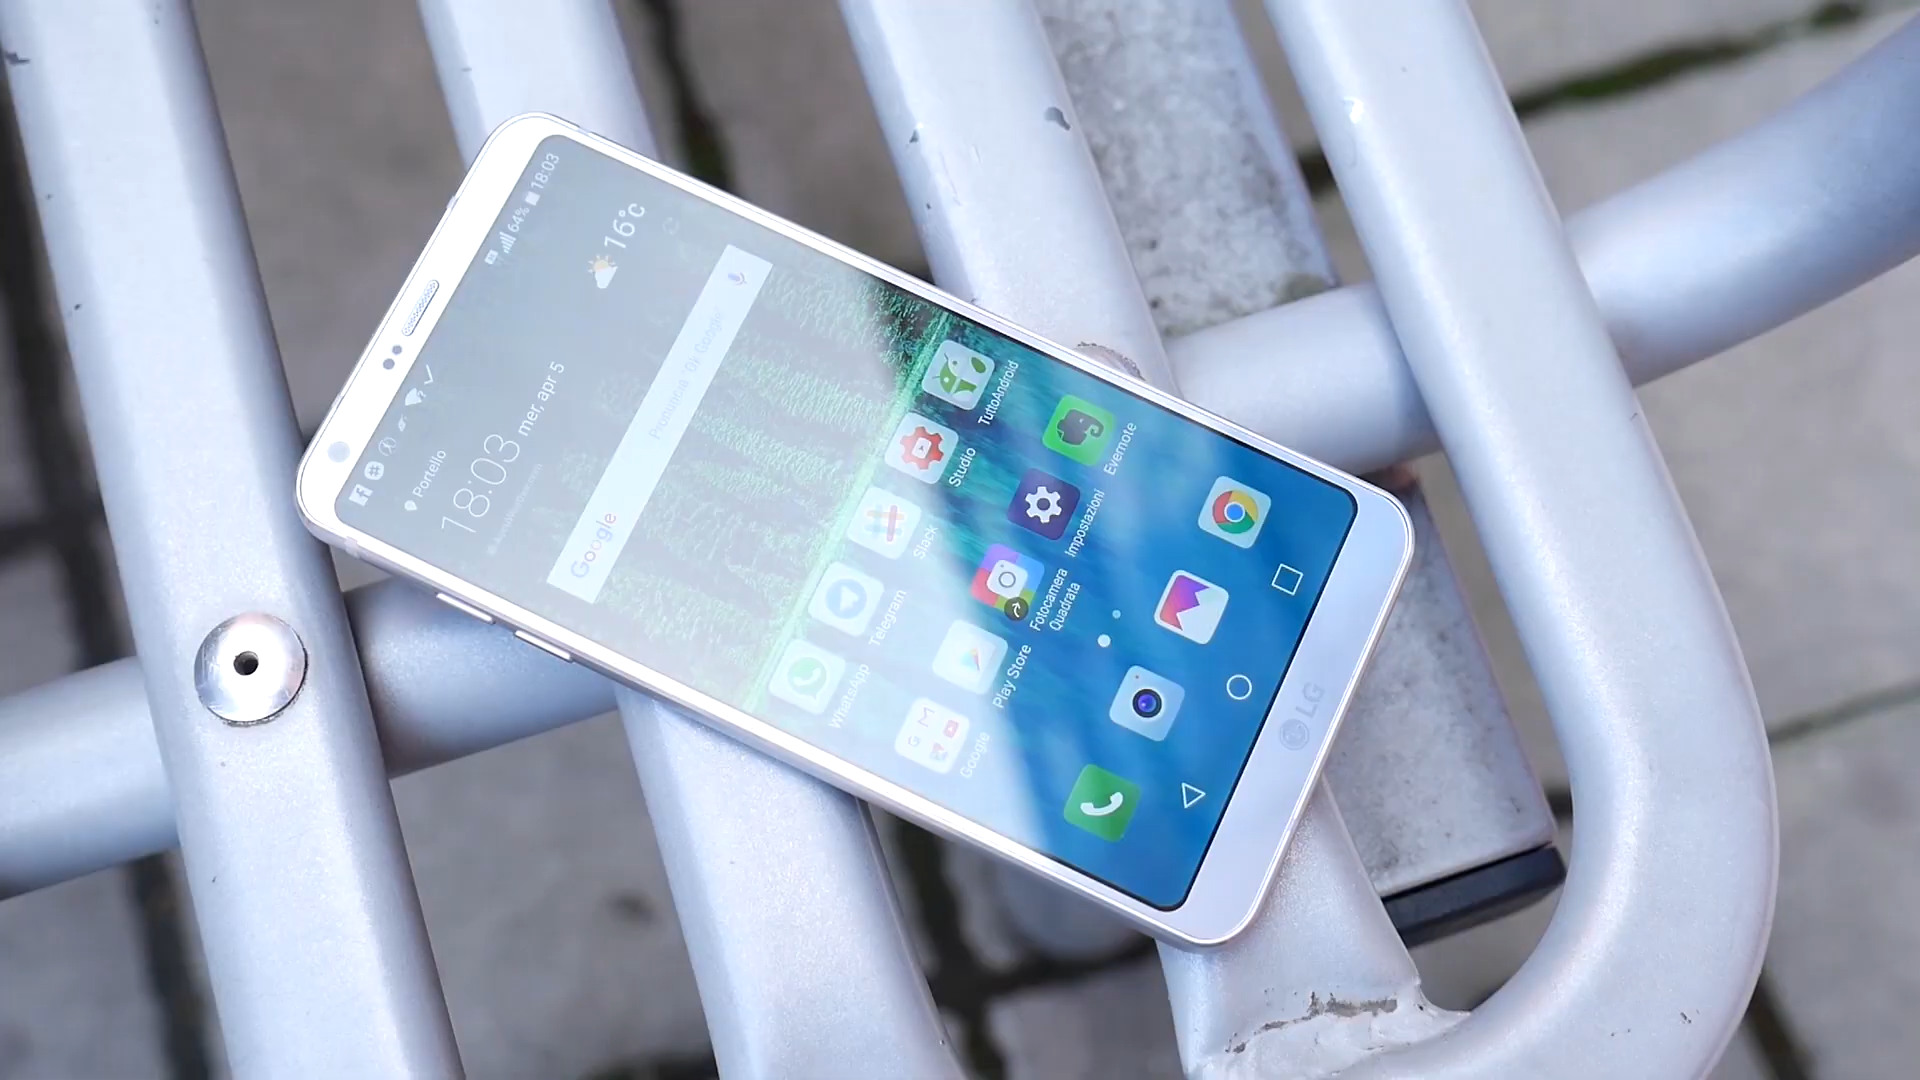 64% 18:03
16°C
Portello
18:03 mer, apr 5
Google Pronuncia "Ok Google"
WhatsApp Telegram Slack Studio TuttoAndroid
Google Play Store Fotocamera Quadrata Impostazioni Evernote
LG